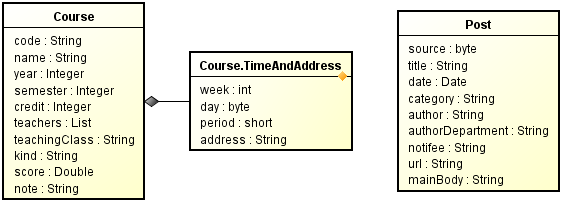 Course
code : String
name : String
year : Integer
semester : Integer
credit : Integer
teachers : List
teachingClass : String
kind : String
score : Double
note : String
Course.TimeAndAddress
week : int
day : byte
period : short
address : String
Post
source : byte
title : String
date : Date
category : String
author : String
authorDepartment : String
notifee : String
url : String
mainBody : String